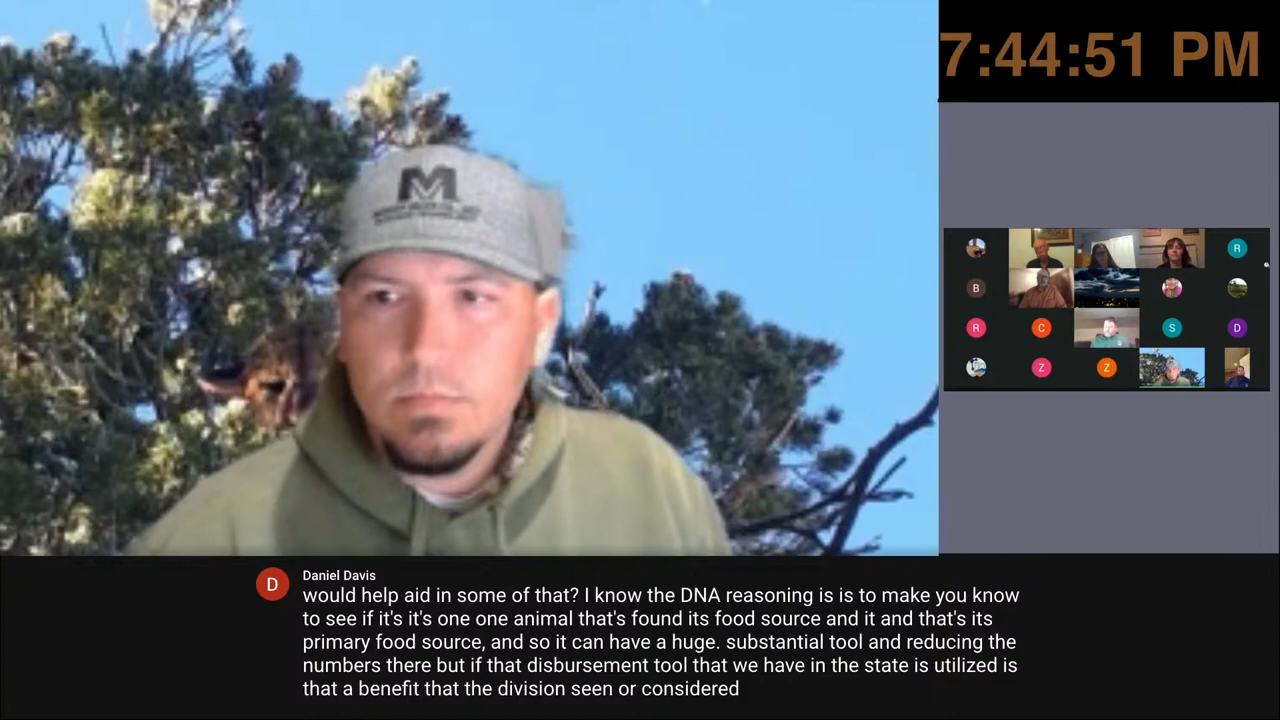 7:44:51 PM
M
R
B
R
C
S
D
Z
Z
D
Daniel Davis
would help aid in some of that? I know the DNA reasoning is is to make you know
to see if it's it's one one animal that's found its food source and it and that's its
primary food source, and so it can have a huge. substantial tool and reducing the
numbers there but if that disbursement tool that we have in the state is utilized is
that a benefit that the division seen or considered